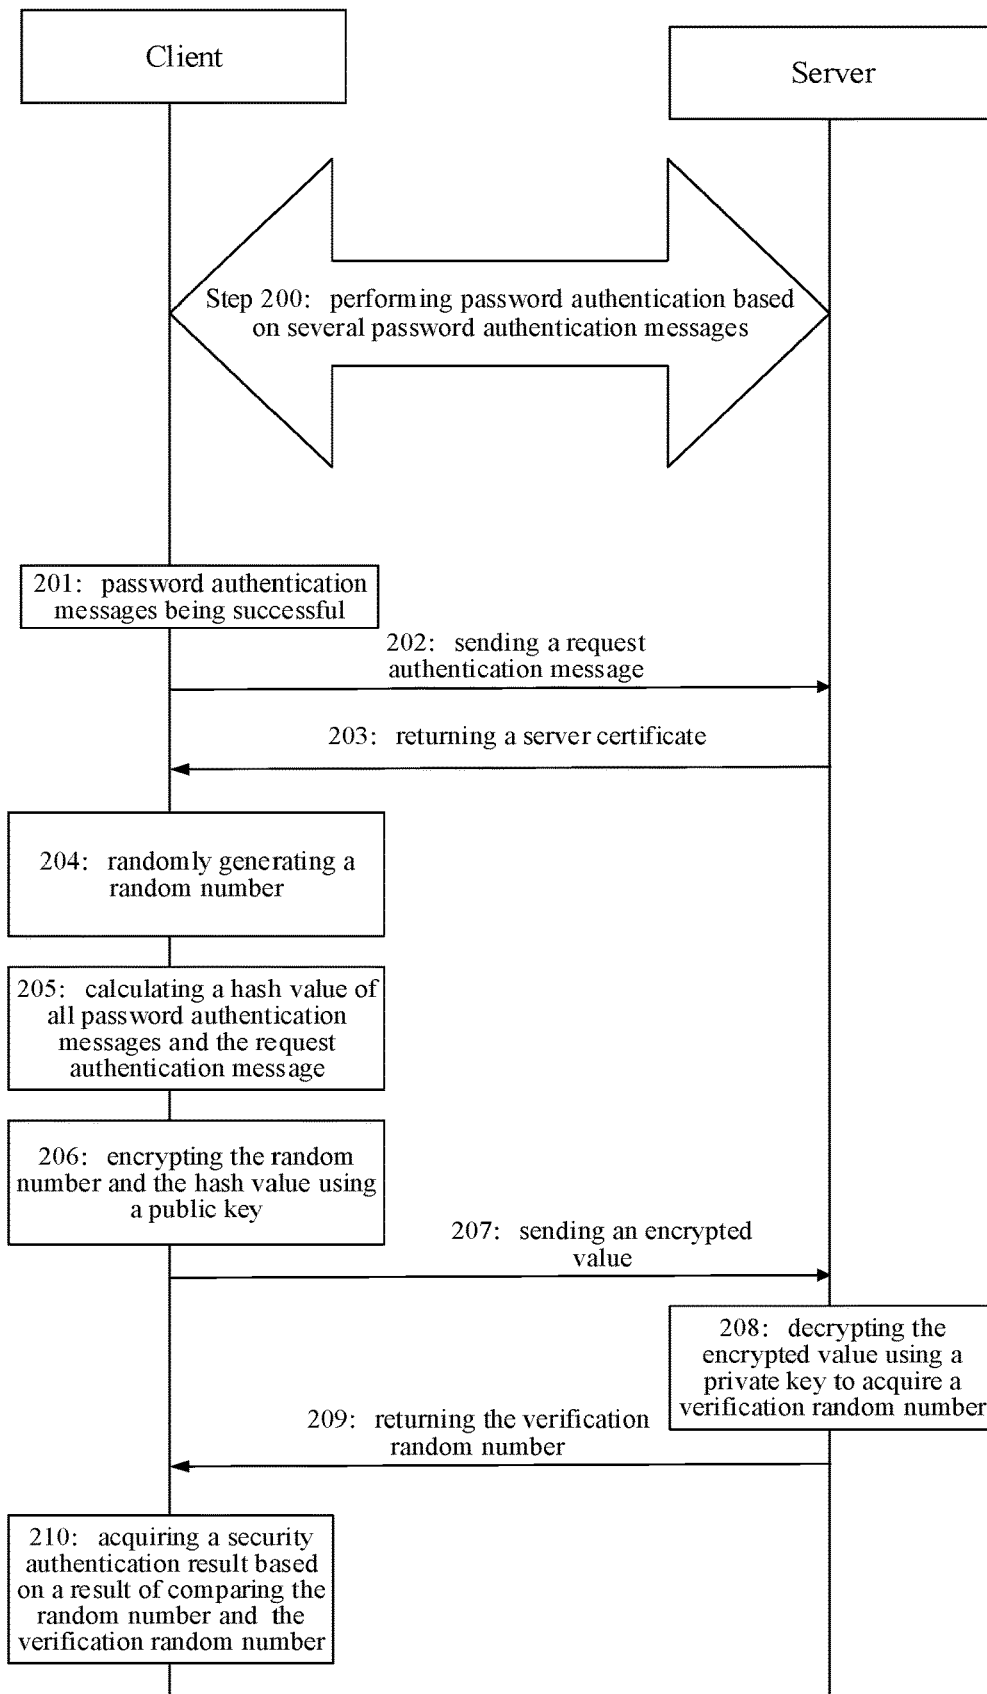 Client
Server
Step 200: performing password authentication based
on several password authentication messages
201: password authentication
messages being successful
202: sending a request
authentication message
203: returning a server certificate
204: randomly generating a
random number
205: calculating a hash value of
all password authentication
messages and the request
authentication message
206: encrypting the random
number and the hash value using
a public key
207: sending an encrypted
value
208: decrypting the
encrypted value using a
private key to acquire a
verification random number
209: returning the verification
random number
210: acquiring a security
authentication result based
on a result of comparing the
random number and the
verification random number